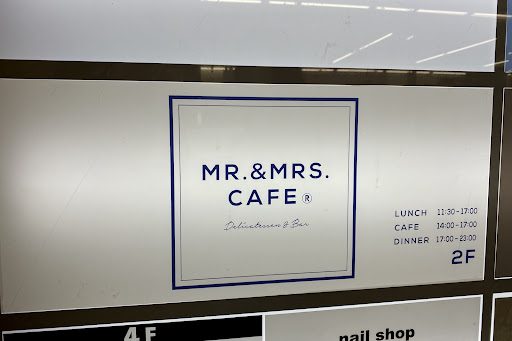 MR.&MRS.
CAFE®
Delicatessen & Bar
LUNCH 11:30-17:00
CAFE 14:00-17:00
DINNER 17:00-23:00
2F
4F
nail shop